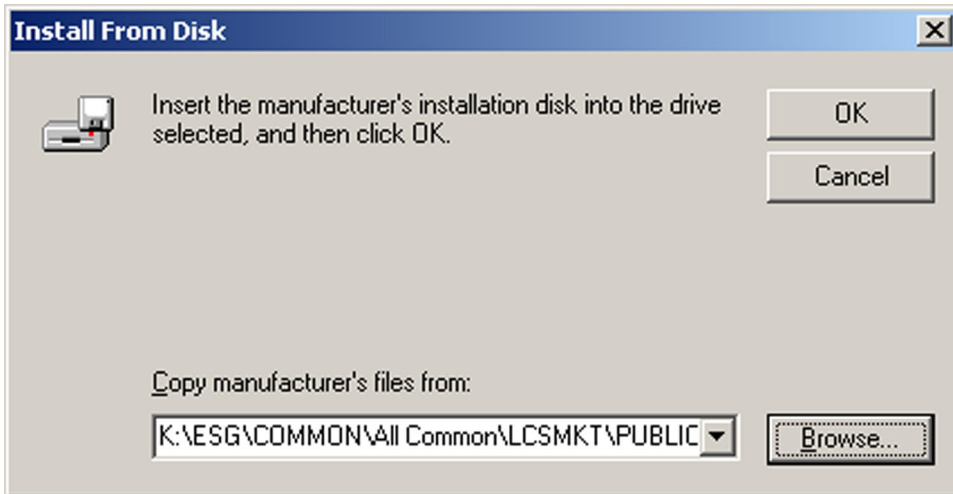 Install From Disk
Insert the manufacturer's installation disk into the drive
selected, and then click OK.
OK
Cancel
Copy manufacturer's files from:
K:\ESG\COMMON\All Common\LCSMKT\PUBLIC
Browse...